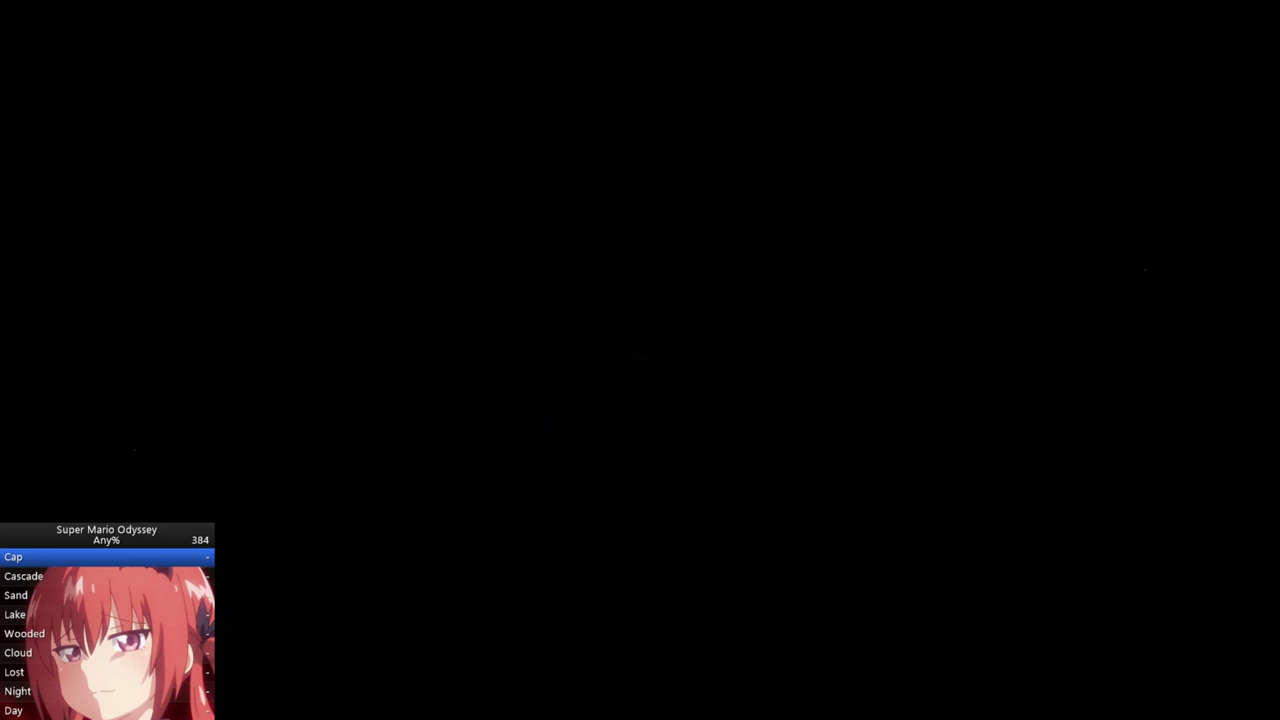 Super Mario Odyssey
Any% 384
Cap -
Cascade -
Sand -
Lake -
Wooded -
Cloud -
Lost -
Night -
Day -